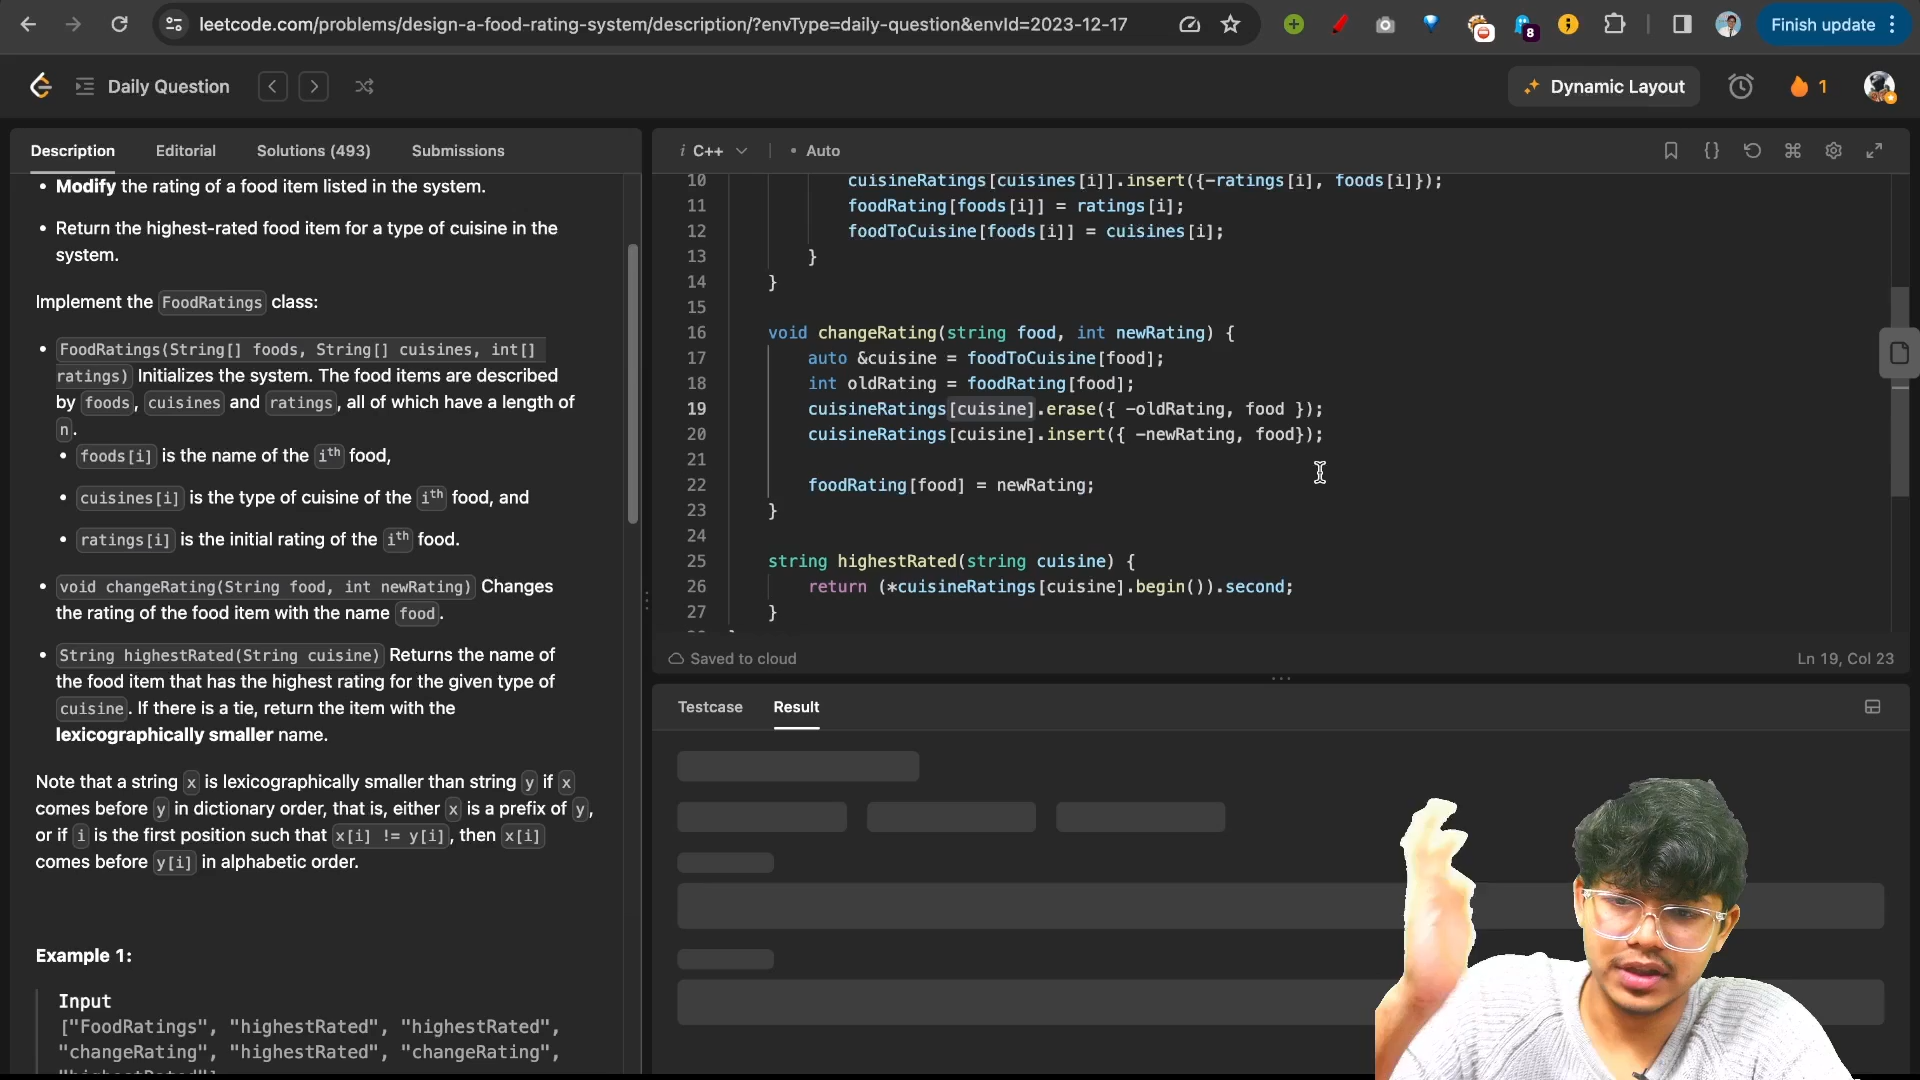 leetcode.com/problems/design-a-food-rating-system/description/?envType=daily-question&envId=2023-12-17
8
Finish update
Daily Question
Dynamic Layout
1
Description
Editorial
Solutions (493)
Submissions
• Modify the rating of a food item listed in the system.
• Return the highest-rated food item for a type of cuisine in the
system.
Implement the FoodRatings class:
• FoodRatings(String[] foods, String[] cuisines, int[]
ratings) Initializes the system. The food items are described
by foods, cuisines and ratings, all of which have a length of
n.
• foods[i] is the name of the ith food,
• cuisines[i] is the type of cuisine of the ith food, and
• ratings[i] is the initial rating of the ith food.
• void changeRating(String food, int newRating) Changes
the rating of the food item with the name food.
• String highestRated(String cuisine) Returns the name of
the food item that has the highest rating for the given type of
cuisine. If there is a tie, return the item with the
lexicographically smaller name.
Note that a string x is lexicographically smaller than string y if x
comes before y in dictionary order, that is, either x is a prefix of y,
or if i is the first position such that x[i] != y[i], then x[i]
comes before y[i] in alphabetic order.
Example 1:
Input
["FoodRatings", "highestRated", "highestRated",
"changeRating", "highestRated", "changeRating",
i C++
• Auto
10 cuisineRatings[cuisines[i]].insert({-ratings[i], foods[i]});
11 foodRating[foods[i]] = ratings[i];
12 foodToCuisine[foods[i]] = cuisines[i];
13 }
14 }
15
16 void changeRating(string food, int newRating) {
17 auto &cuisine = foodToCuisine[food];
18 int oldRating = foodRating[food];
19 cuisineRatings[cuisine].erase({ -oldRating, food });
20 cuisineRatings[cuisine].insert({ -newRating, food});
21
22 foodRating[food] = newRating;
23 }
24
25 string highestRated(string cuisine) {
26 return (*cuisineRatings[cuisine].begin()).second;
27 }
Saved to cloud
Ln 19, Col 23
Testcase
Result